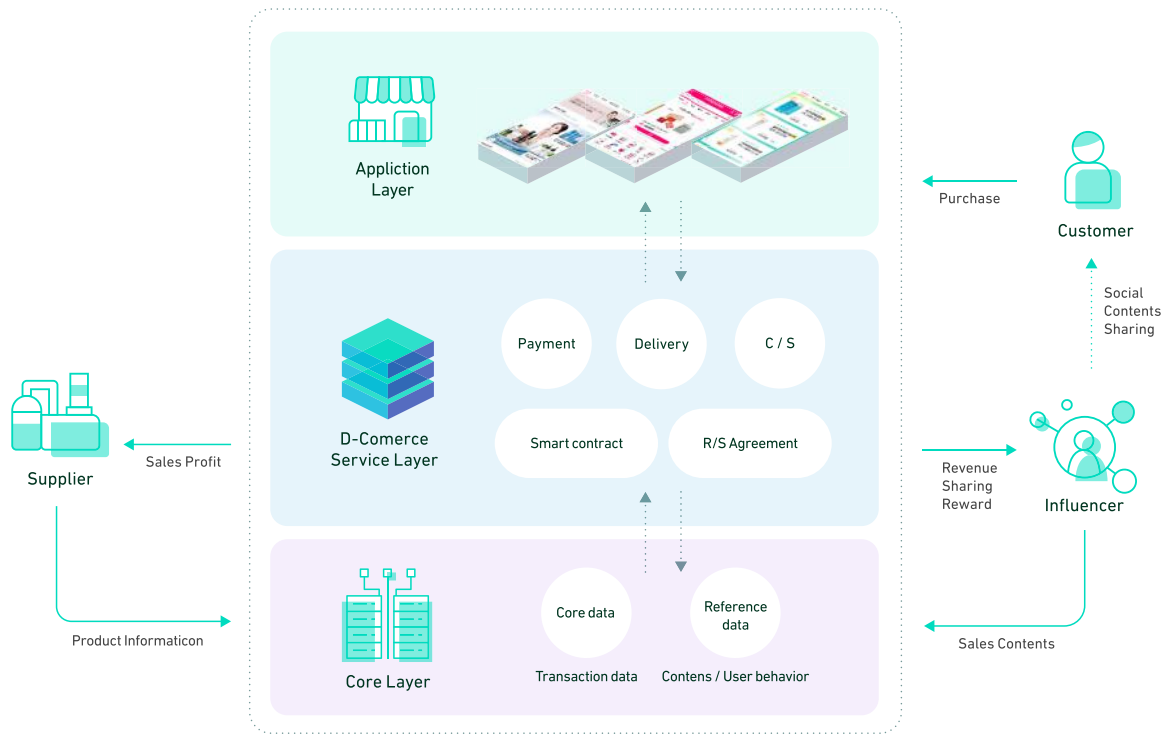 Appliction
Layer
Purchase
Customer
Social
Contents
Sharing
Payment
Delivery
C / S
D-Comerce
Service Layer
Smart contract
R/S Agreement
Supplier
Sales Profit
Revenue
Sharing
Reward
Influencer
Product Informaticon
Sales Contents
Core Layer
Core data
Reference
data
Transaction data
Contens / User behavior